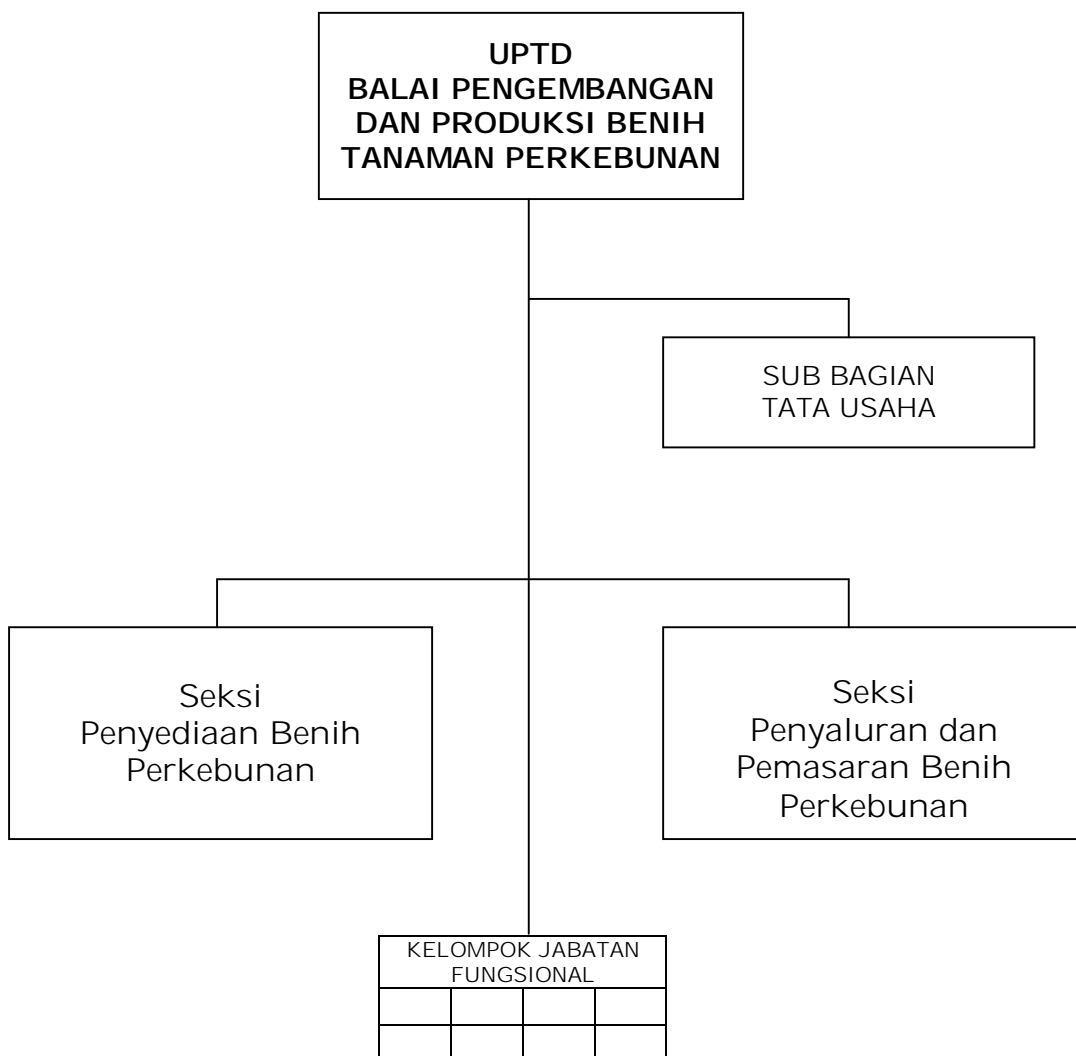 UPTD
BALAI PENGEMBANGAN
DAN PRODUKSI BENIH
TANAMAN PERKEBUNAN
SUB BAGIAN
TATA USAHA
Seksi
Penyediaan Benih
Perkebunan
Seksi
Penyaluran dan
Pemasaran Benih
Perkebunan
KELOMPOK JABATAN
FUNGSIONAL